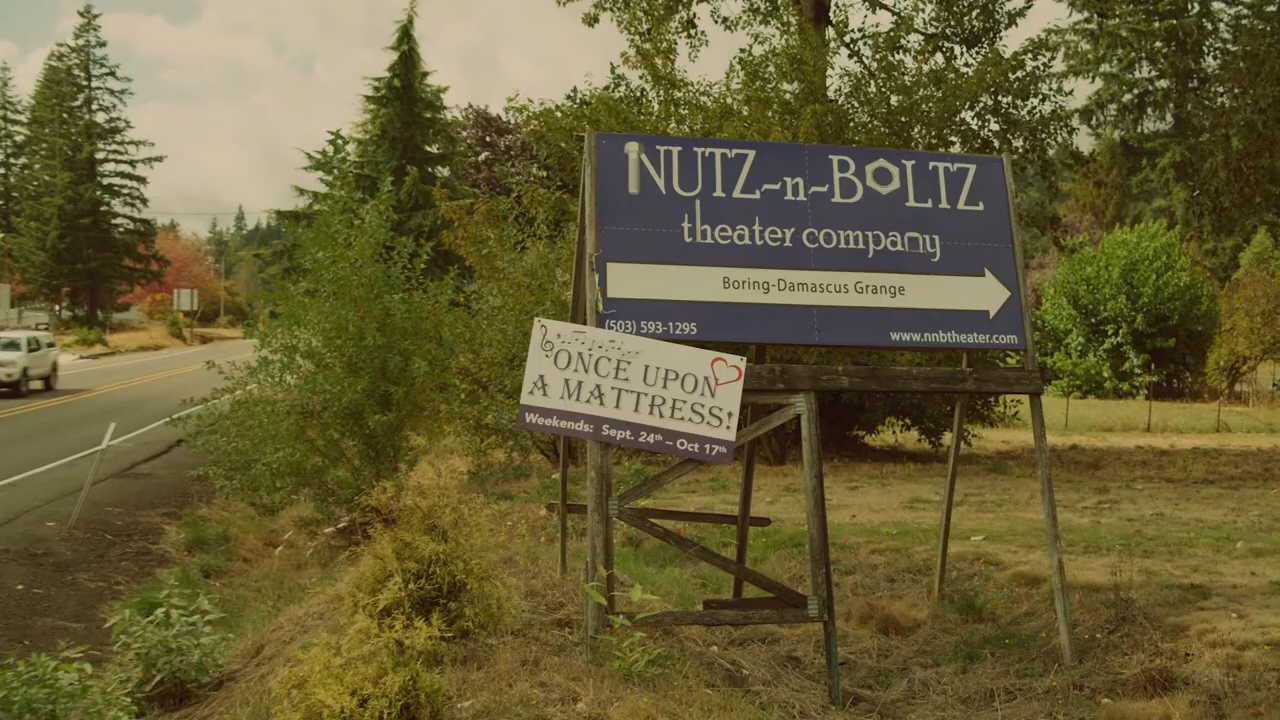 NUTZ-n-BOLTZ
theater company
Boring-Damascus Grange
(503) 593-1295
www.nnbtheater.com
ONCE UPON
A MATTRESS!
Weekends: Sept. 24th - Oct 17th